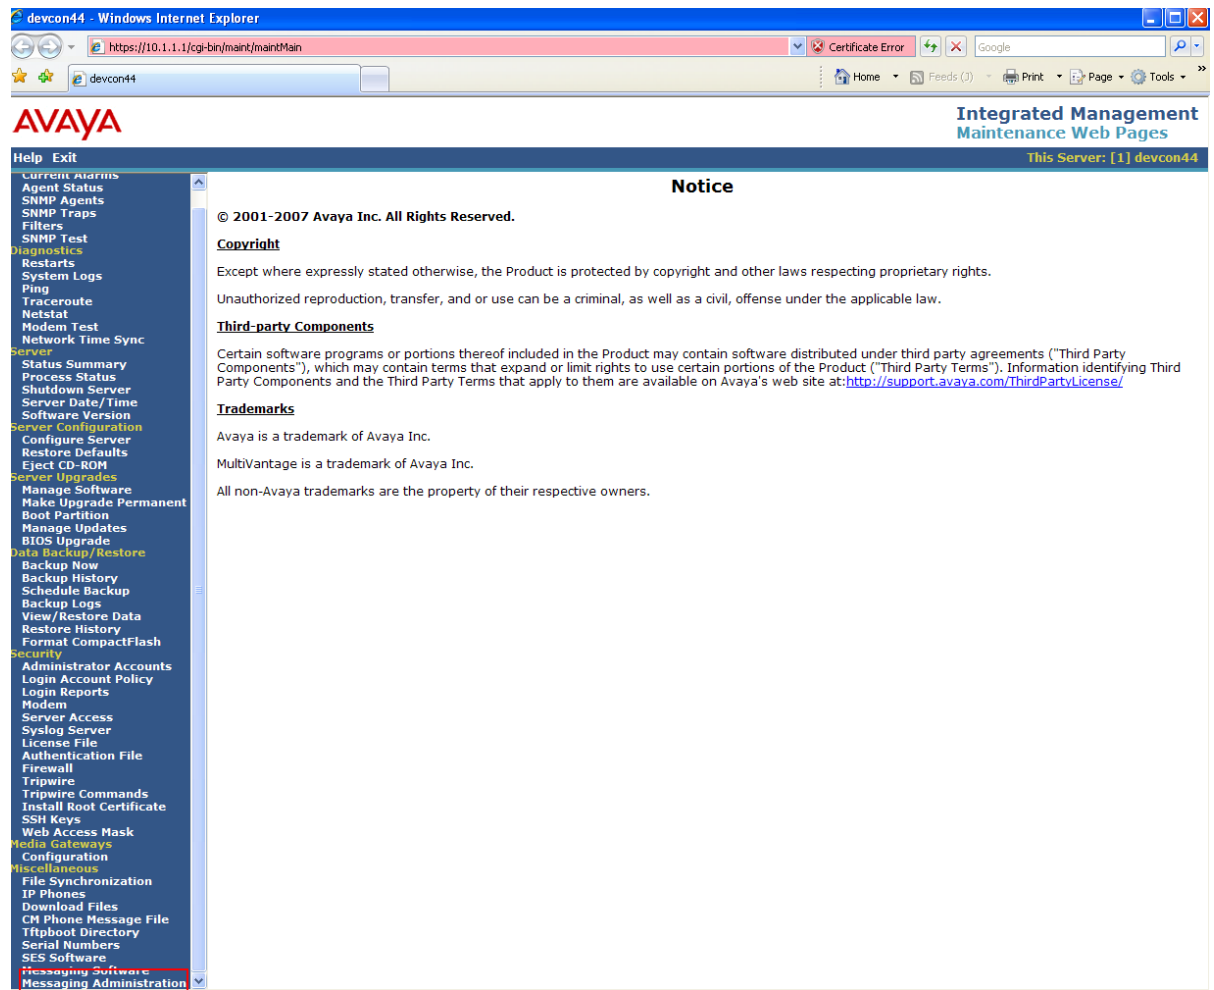 devcon44 - Windows Internet Explorer
https://10.1.1.1/cgi-bin/maint/maintMain
Certificate Error
Google
devcon44
Home
Feeds (J)
Print
Page
Tools
»
AVAYA
Integrated Management
Maintenance Web Pages
Help Exit
This Server: [1] devcon44
Current Alarms
Agent Status
SNMP Agents
SNMP Traps
Filters
SNMP Test
Diagnostics
Restarts
System Logs
Ping
Traceroute
Netstat
Modem Test
Network Time Sync
Server
Status Summary
Process Status
Shutdown Server
Server Date/Time
Software Version
Server Configuration
Configure Server
Restore Defaults
Eject CD-ROM
Server Upgrades
Manage Software
Make Upgrade Permanent
Boot Partition
Manage Updates
BIOS Upgrade
Data Backup/Restore
Backup Now
Backup History
Schedule Backup
Backup Logs
View/Restore Data
Restore History
Format CompactFlash
Security
Administrator Accounts
Login Account Policy
Login Reports
Modem
Server Access
Syslog Server
License File
Authentication File
Firewall
Tripwire
Tripwire Commands
Install Root Certificate
SSH Keys
Web Access Mask
Media Gateways
Configuration
Miscellaneous
File Synchronization
IP Phones
Download Files
CM Phone Message File
Tftpboot Directory
Serial Numbers
SES Software
Messaging Software
Messaging Administration
Notice
© 2001-2007 Avaya Inc. All Rights Reserved.
Copyright
Except where expressly stated otherwise, the Product is protected by copyright and other laws respecting proprietary rights.
Unauthorized reproduction, transfer, and or use can be a criminal, as well as a civil, offense under the applicable law.
Third-party Components
Certain software programs or portions thereof included in the Product may contain software distributed under third party agreements ("Third Party
Components"), which may contain terms that expand or limit rights to use certain portions of the Product ("Third Party Terms"). Information identifying Third
Party Components and the Third Party Terms that apply to them are available on Avaya's web site at:http://support.avaya.com/ThirdPartyLicense/
Trademarks
Avaya is a trademark of Avaya Inc.
MultiVantage is a trademark of Avaya Inc.
All non-Avaya trademarks are the property of their respective owners.